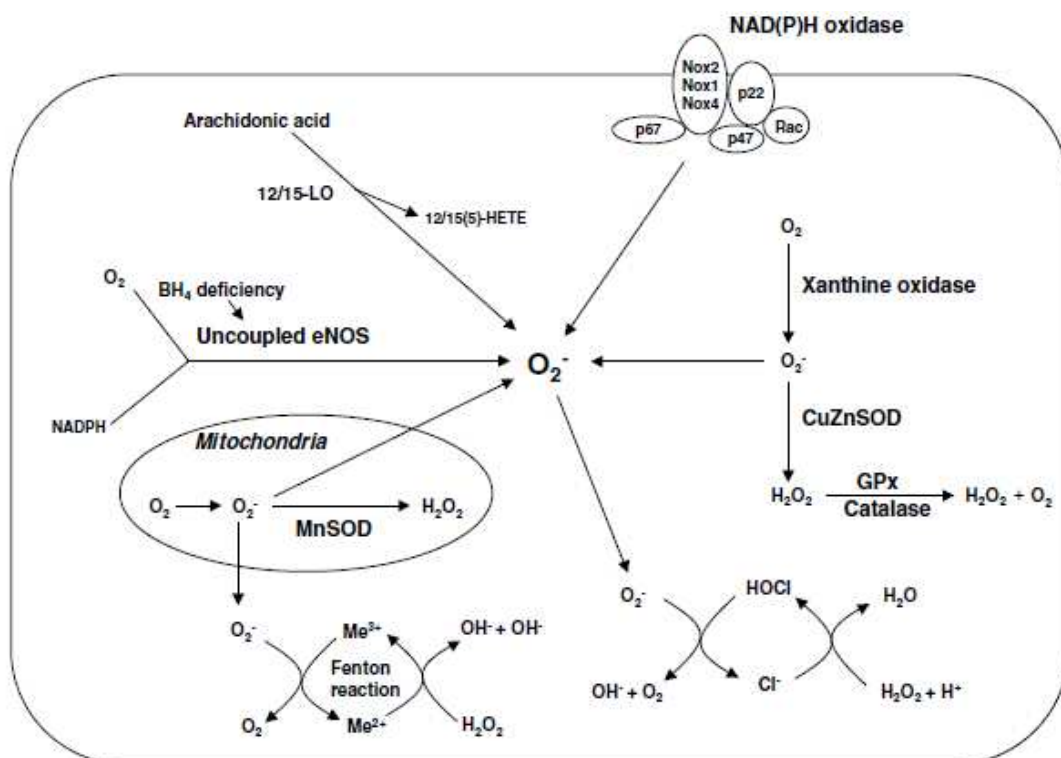 NAD(P)H oxidase
Nox2
Nox1
Nox4
p22
p67
p47
Rac
Arachidonic acid
12/15-LO
12/15(5)-HETE
O₂
Xanthine oxidase
O₂
BH₄ deficiency
Uncoupled eNOS
NADPH
O₂⁻
O₂⁻
CuZnSOD
H₂O₂
GPx
Catalase
H₂O₂ + O₂
Mitochondria
O₂
O₂⁻
H₂O₂
MnSOD
O₂⁻
Me³⁺
OH⁻ + OH⁻
Fenton
reaction
O₂
Me²⁺
H₂O₂
O₂⁻
HOCl
H₂O
OH⁻ + O₂
Cl⁻
H₂O₂ + H⁺